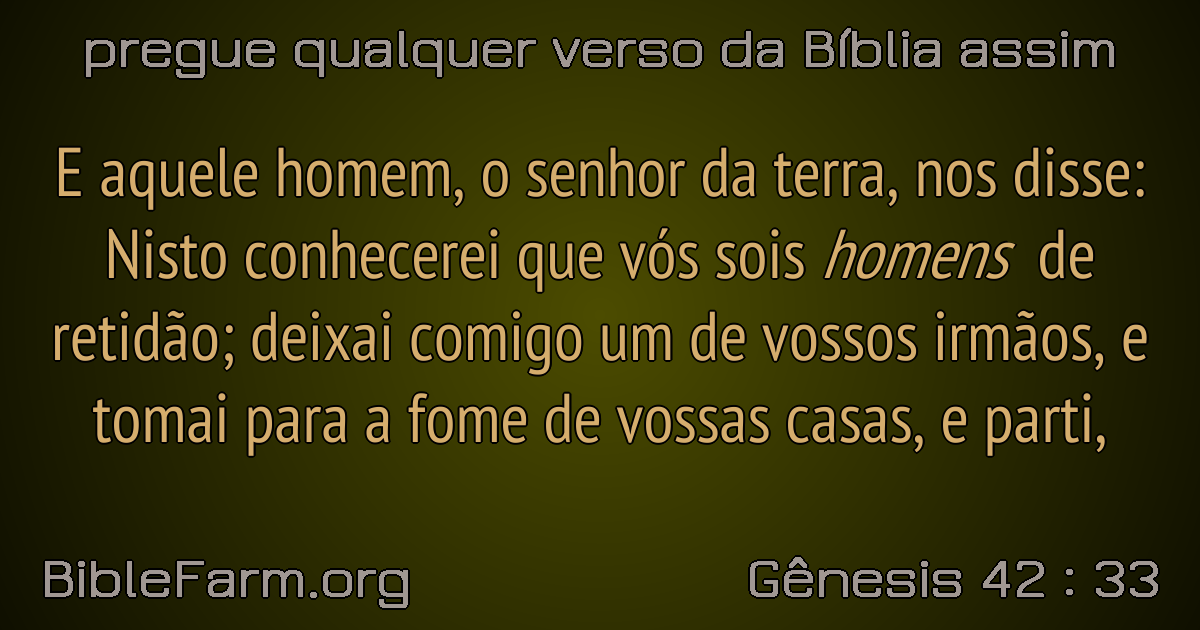 pregue qualquer verso da Bíblia assim
E aquele homem, o senhor da terra, nos disse:
Nisto conhecerei que vós sois homens de
retidão; deixai comigo um de vossos irmãos, e
tomai para a fome de vossas casas, e parti,
BibleFarm.org
Gênesis 42 : 33